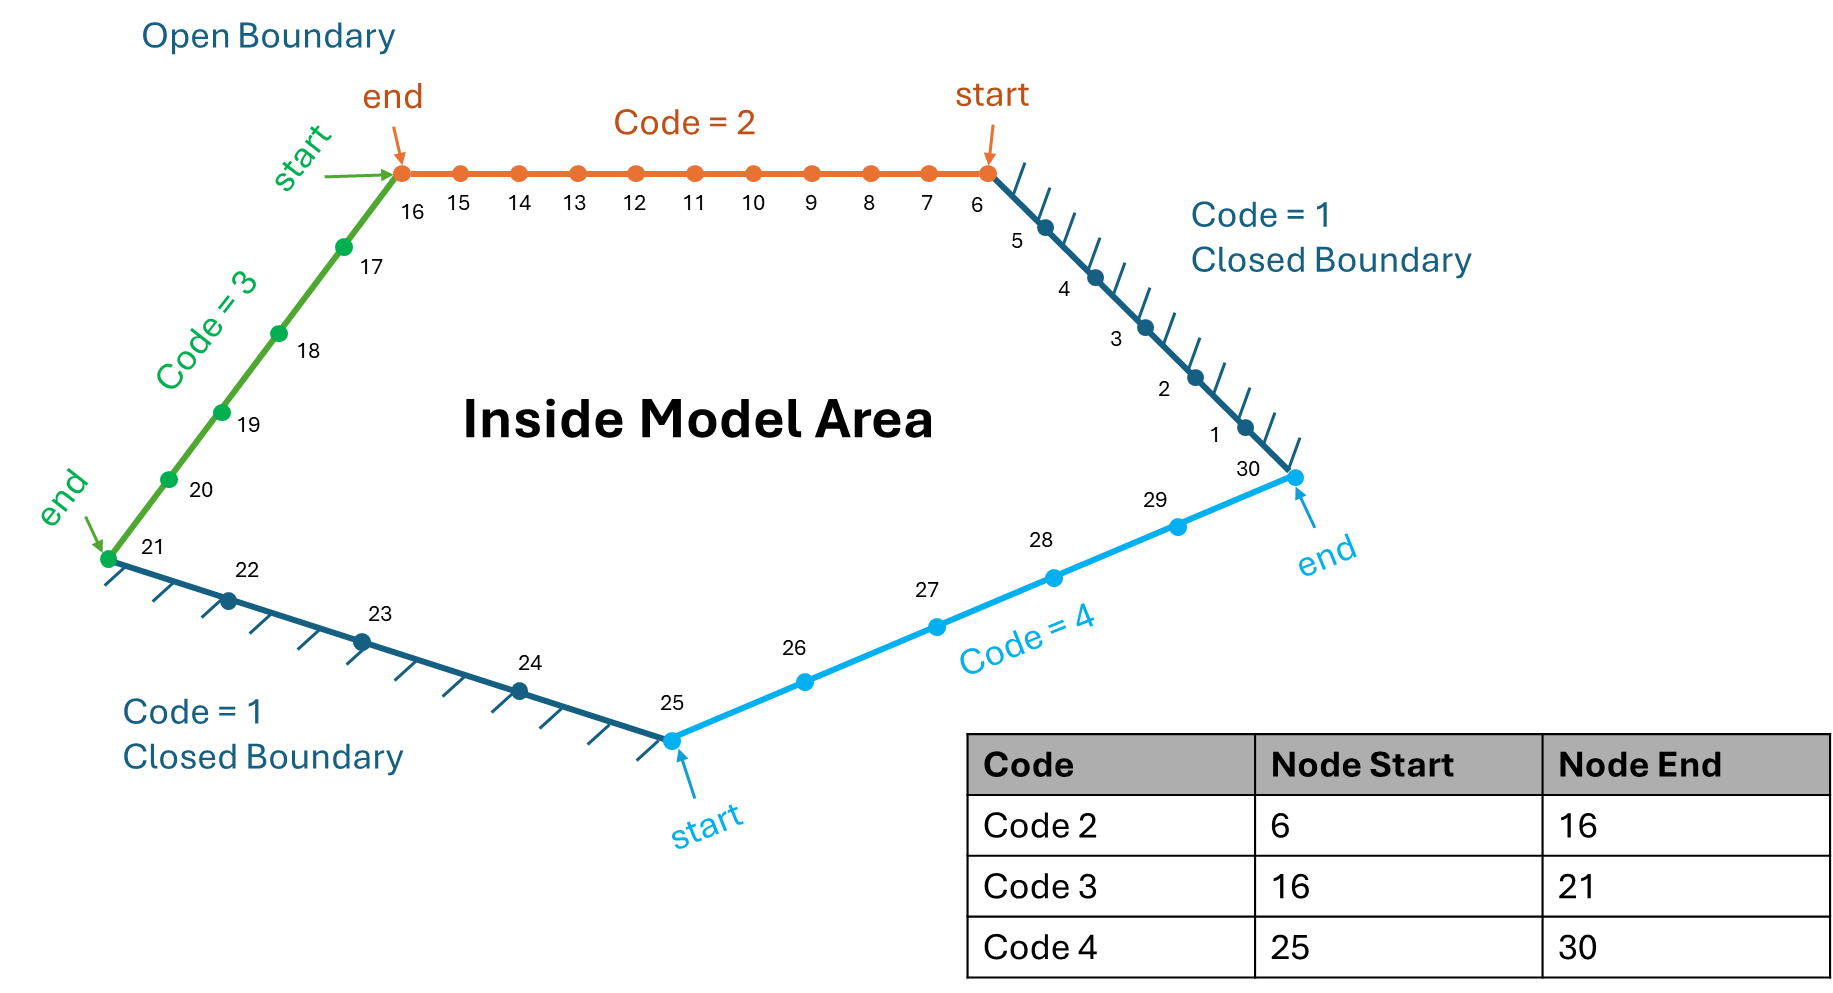 Open Boundary
end
start
Code = 2
start
16
15
14
13
12
11
10
9
8
7
6
5
4
3
2
1
30
Code = 1
Closed Boundary
17
18
19
20
21
Code = 3
end
Inside Model Area
22
23
24
25
26
27
28
29
end
Code = 4
start
Code = 1
Closed Boundary
Code Node Start Node End
Code 2 6 16
Code 3 16 21
Code 4 25 30